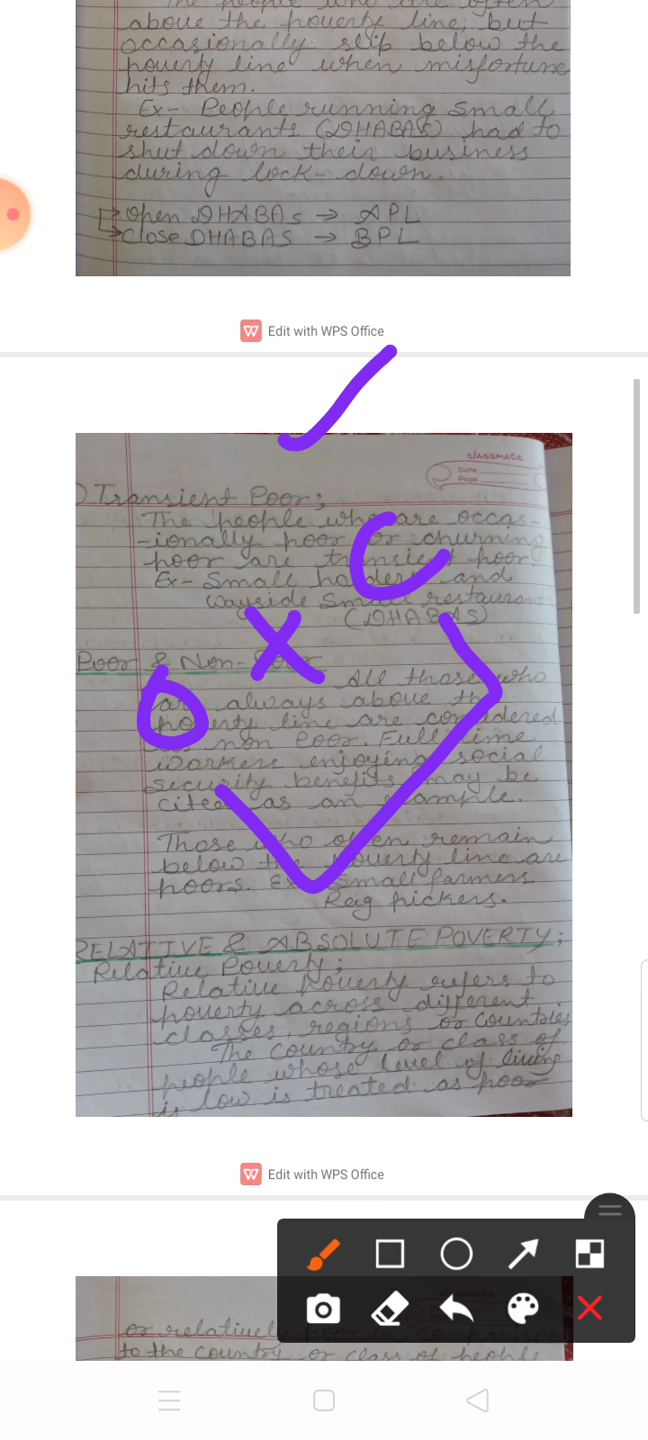 The people who are often
above the poverty line, but
occasionally slip below the
poverty line when misfortune
hits them.
Ex- People running small
restaurants (DHABAS) had to
shut down their business
during lock-down.
Open DHABAs → APL
Close DHABAS → BPL
Edit with WPS Office
classmate
Date
Page
) Transient Poor;
The people who are occas-
-ionally poor or churning
poor are transient poor.
Ex- Small holders and
Wayside Small restaurant
(DHABAS)
Poor & Non-Poor
All those who
are always above the
poverty line are considered
as non Poor. Full time
workers enjoying social
security benefits may be
cited as an example.
Those who often remain
below the poverty line are
poors. Ex- Small farmers
Rag pickers.
RELATIVE & ABSOLUTE POVERTY;
Relative Poverty;
Relative Poverty refers to
poverty across different
classes, regions or countries
The country or class of
people whose level of living
is low is treated as poor
Edit with WPS Office
or relatively poor in comparison
to the country or class of people